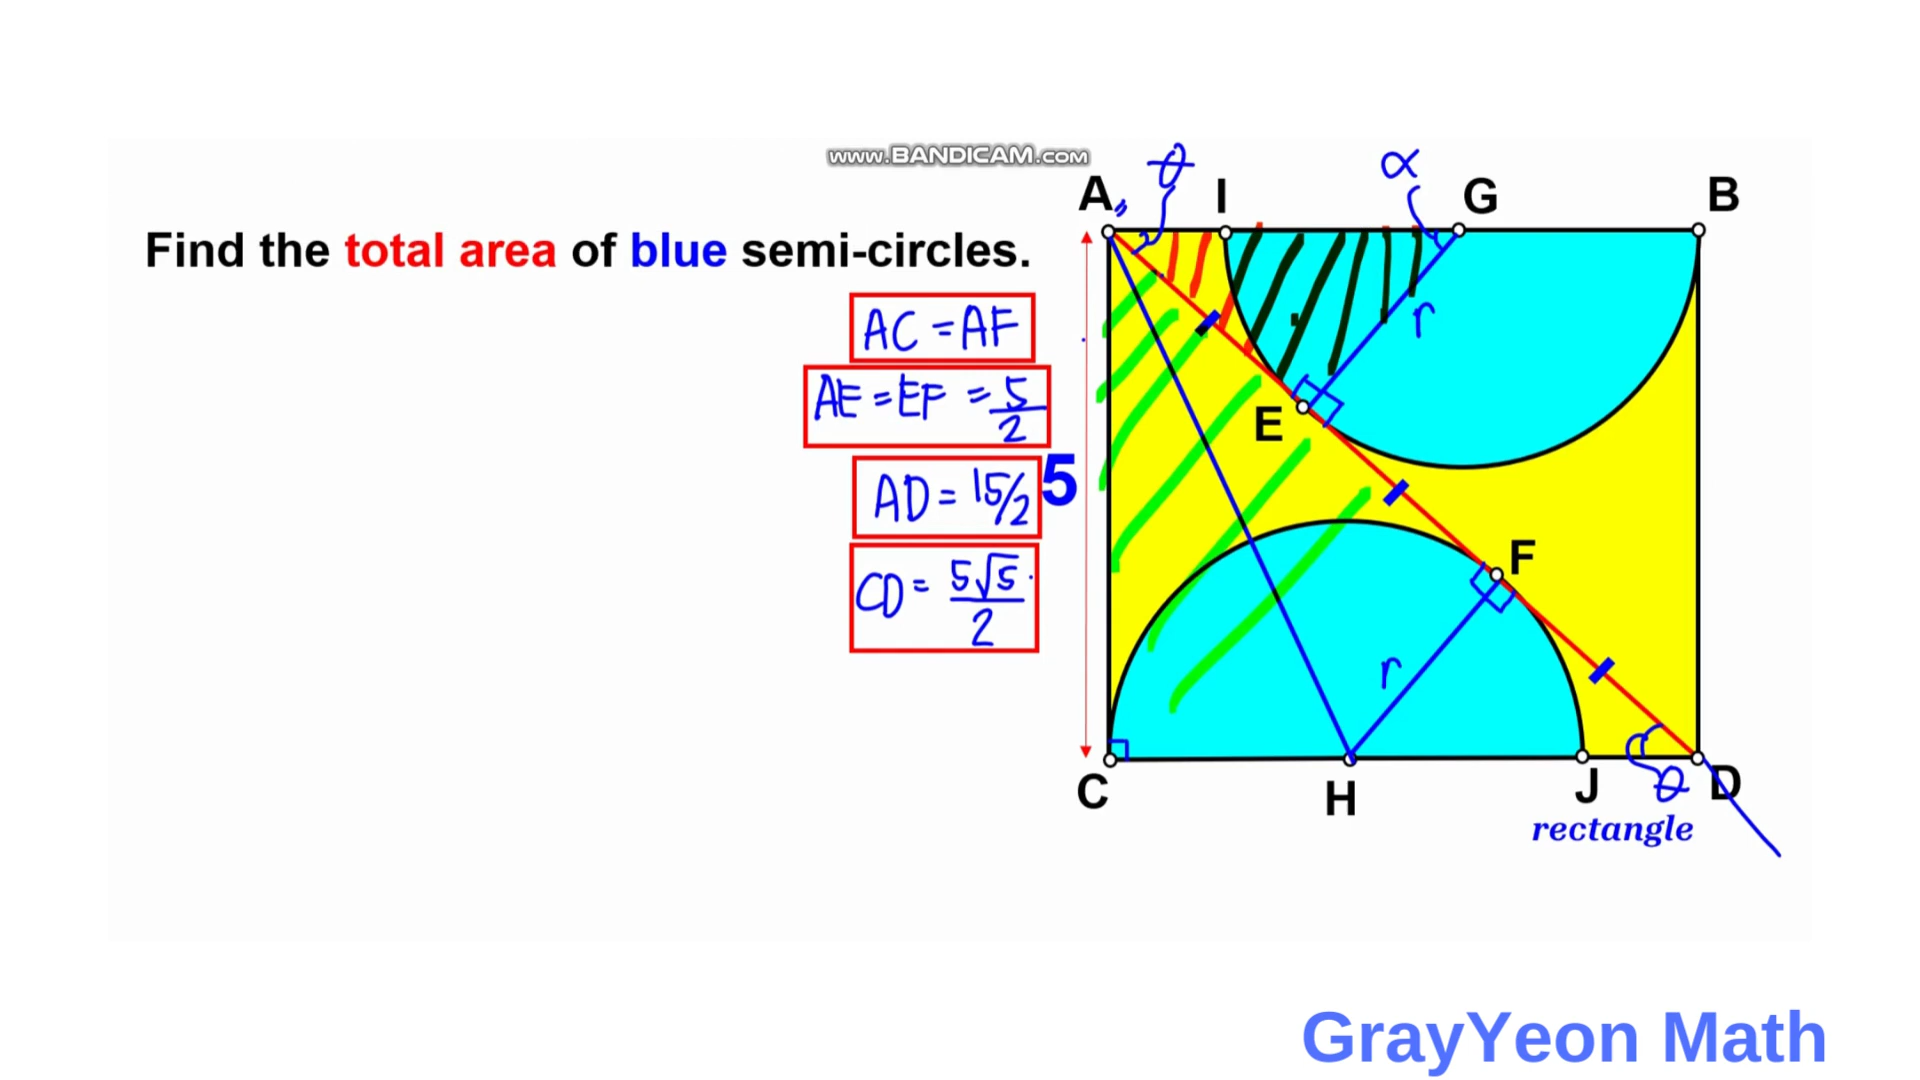 www.BANDICAM.com
Find the total area of blue semi-circles.
AC = AF
AE = EF = 5/2
AD = 15/2
CD = 5√5/2
5
θ
α
A
I
G
B
r
E
F
r
C
H
J
θ
D
rectangle
GrayYeon Math